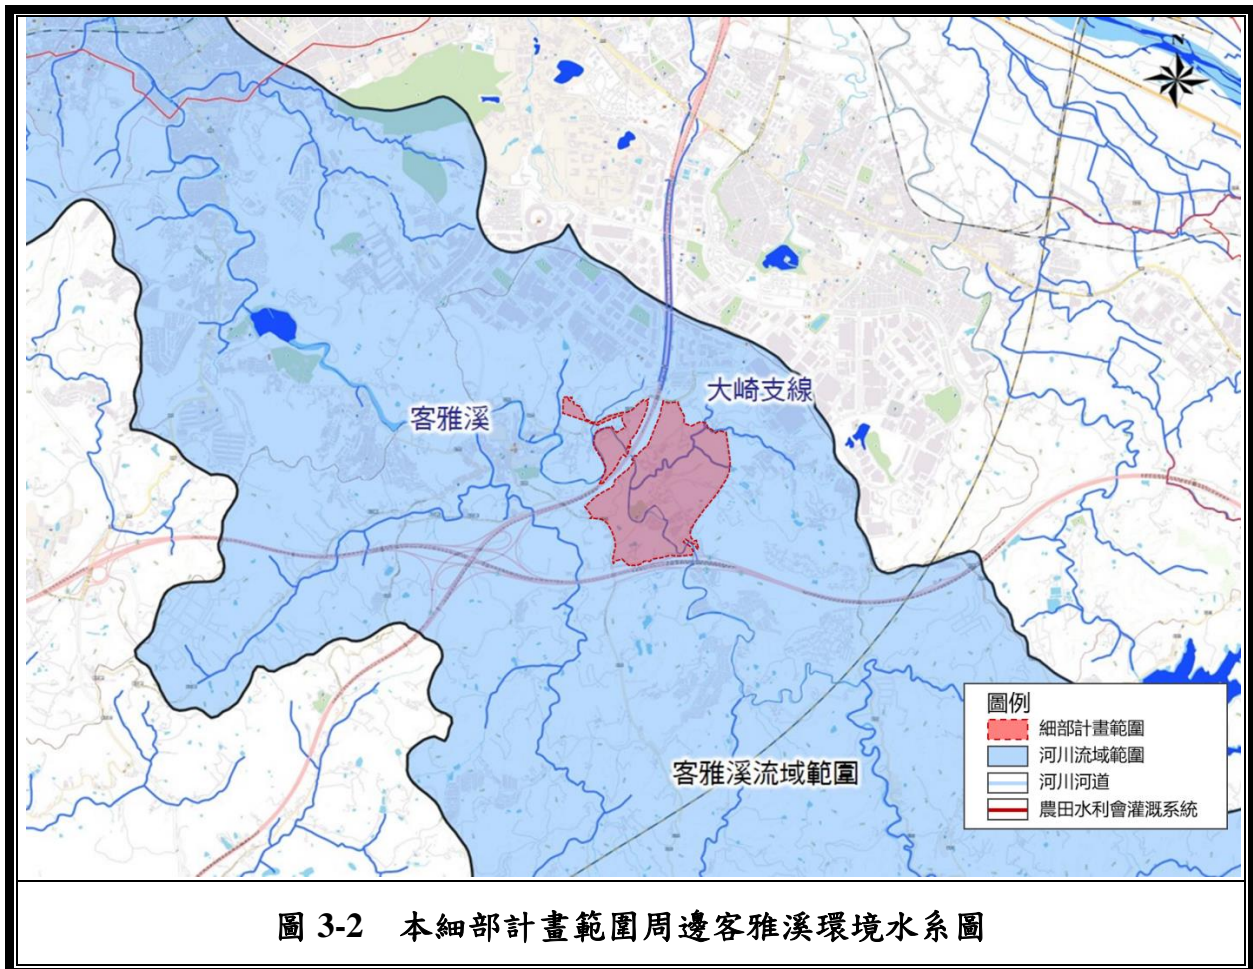 N
大崎支線
客雅溪
客雅溪流域範圍
圖例
細部計畫範圍
河川流域範圍
河川河道
農田水利會灌溉系統
圖 3-2 本細部計畫範圍周邊客雅溪環境水系圖